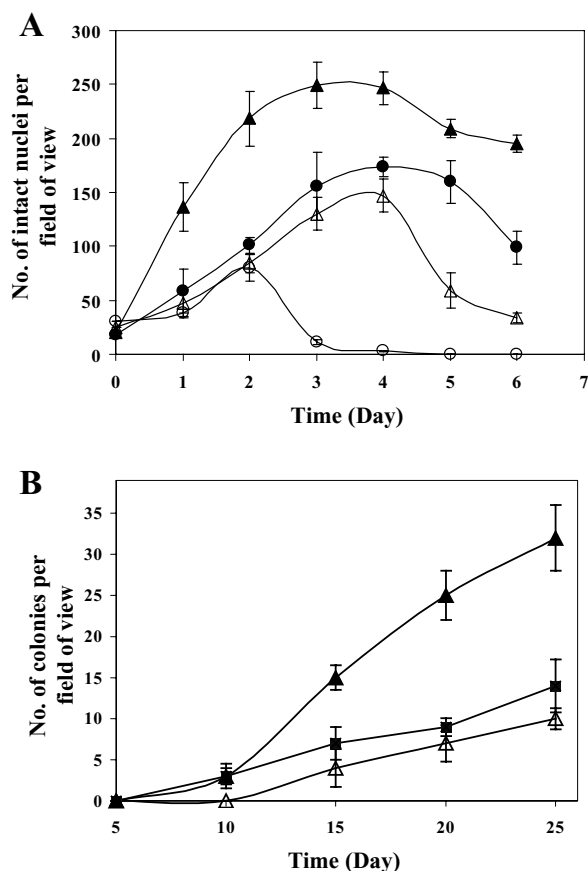 A
No. of intact nuclei per
field of view
300
250
200
150
100
50
0
0 1 2 3 4 5 6 7
Time (Day)
B
No. of colonies per
field of view
35
30
25
20
15
10
5
0
5 10 15 20 25
Time (Day)